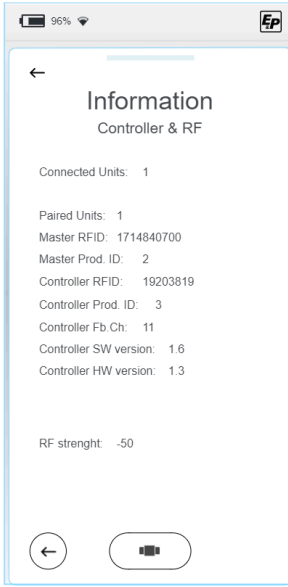 96%
EP
Information
Controller & RF
Connected Units: 1
Paired Units: 1
Master RFID: 1714840700
Master Prod. ID: 2
Controller RFID: 19203819
Controller Prod. ID: 3
Controller Fb.Ch: 11
Controller SW version: 1.6
Controller HW version: 1.3
RF strenght: -50